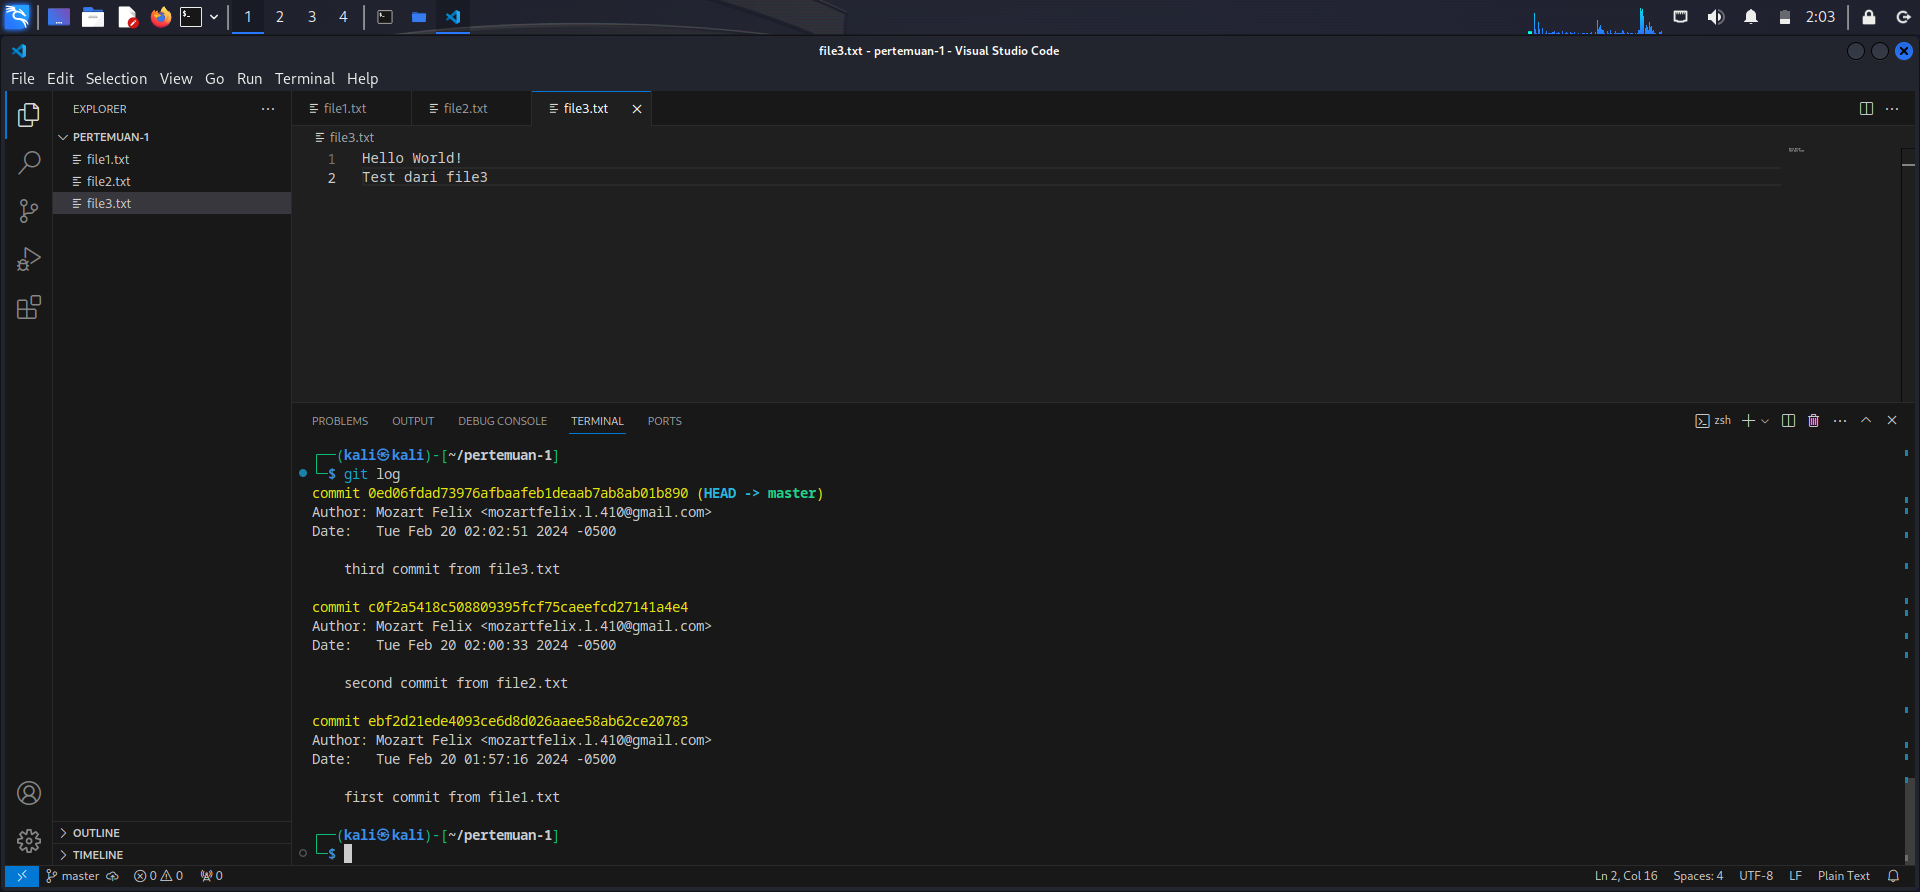 1 2 3 4 2:03
file3.txt - pertemuan-1 - Visual Studio Code
File Edit Selection View Go Run Terminal Help
EXPLORER
PERTEMUAN-1
file1.txt
file2.txt
file3.txt
OUTLINE
TIMELINE
file1.txt file2.txt file3.txt
file3.txt
1 Hello World!
2 Test dari file3
PROBLEMS OUTPUT DEBUG CONSOLE TERMINAL PORTS zsh
┌──(kali㉿kali)-[~/pertemuan-1]
└─$ git log
commit 0ed06fdad73976afbaafeb1deaab7ab8ab01b890 (HEAD -> master)
Author: Mozart Felix <mozartfelix.l.410@gmail.com>
Date:   Tue Feb 20 02:02:51 2024 -0500
third commit from file3.txt
commit c0f2a5418c508809395fcf75caeefcd27141a4e4
Author: Mozart Felix <mozartfelix.l.410@gmail.com>
Date:   Tue Feb 20 02:00:33 2024 -0500
second commit from file2.txt
commit ebf2d21ede4093ce6d8d026aaee58ab62ce20783
Author: Mozart Felix <mozartfelix.l.410@gmail.com>
Date:   Tue Feb 20 01:57:16 2024 -0500
first commit from file1.txt
┌──(kali㉿kali)-[~/pertemuan-1]
└─$
master 0 0 0 Ln 2, Col 16 Spaces: 4 UTF-8 LF Plain Text